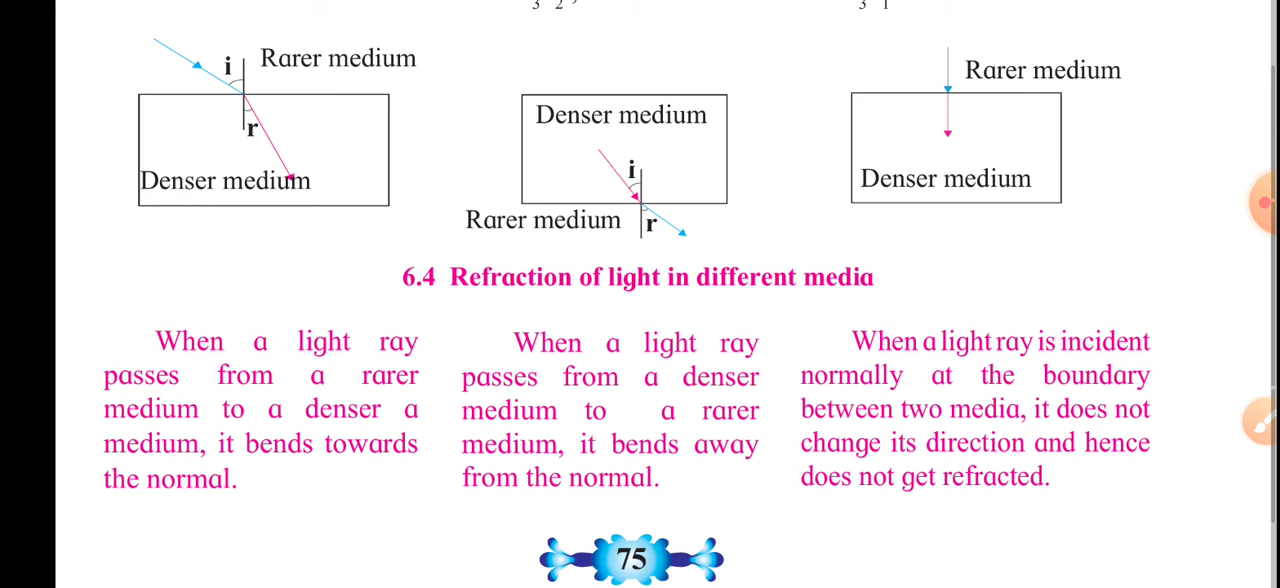 3 2 ,
3 1
i
Rarer medium
r
Denser medium
Denser medium
i
Rarer medium
r
Rarer medium
Denser medium
6.4 Refraction of light in different media
When a light ray
passes from a rarer
medium to a denser a
medium, it bends towards
the normal.
When a light ray
passes from a denser
medium to a rarer
medium, it bends away
from the normal.
When a light ray is incident
normally at the boundary
between two media, it does not
change its direction and hence
does not get refracted.
75